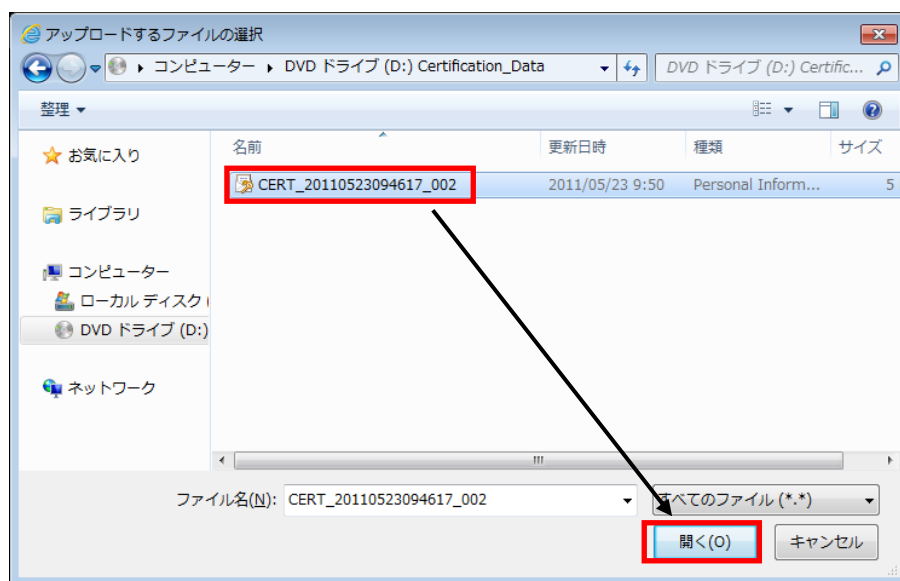 アップロードするファイルの選択
コンピューター DVD ドライブ (D:) Certification_Data
DVD ドライブ (D:) Certific...
整理
名前 更新日時 種類 サイズ
CERT_20110523094617_002 2011/05/23 9:50 Personal Inform... 5
お気に入り
ライブラリ
コンピューター
ローカル ディスク (
DVD ドライブ (D:)
ネットワーク
ファイル名(N): CERT_20110523094617_002 すべてのファイル (*.*)
開く(O) キャンセル